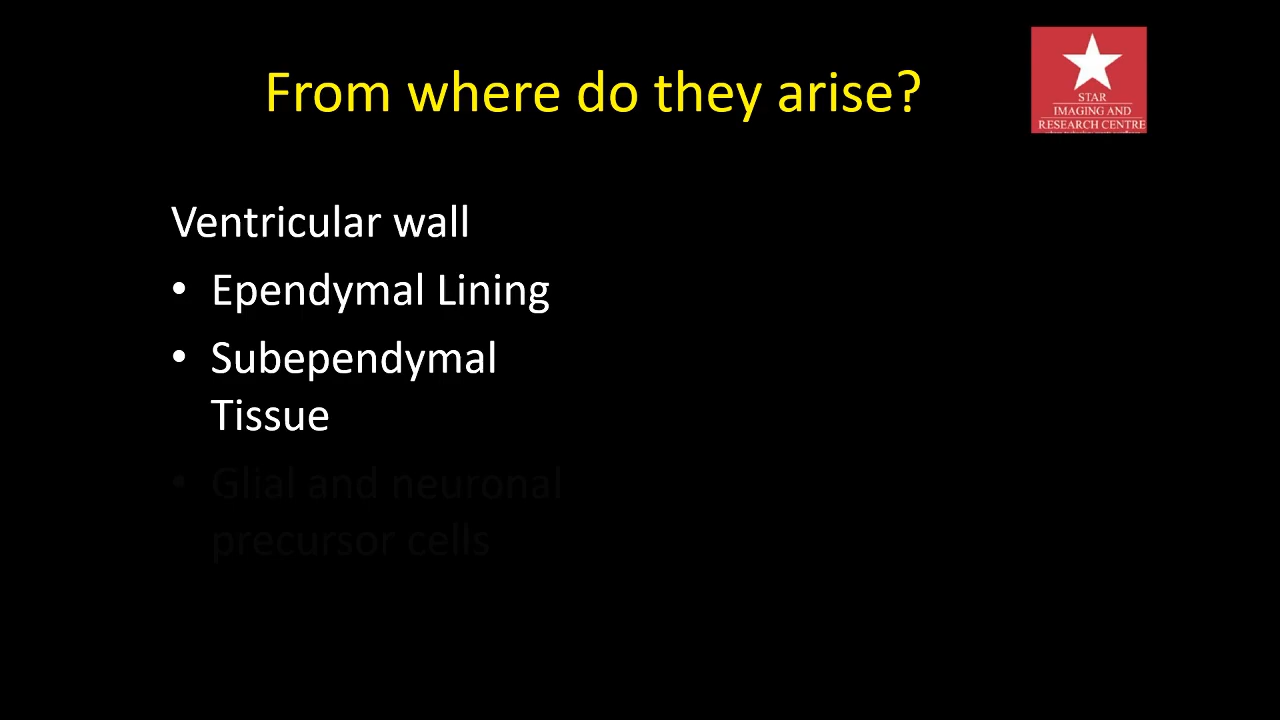 From where do they arise?
STAR
IMAGING AND
RESEARCH CENTRE
Ventricular wall
• Ependymal Lining
• Subependymal
Tissue
• Glial and neuronal
precursor cells